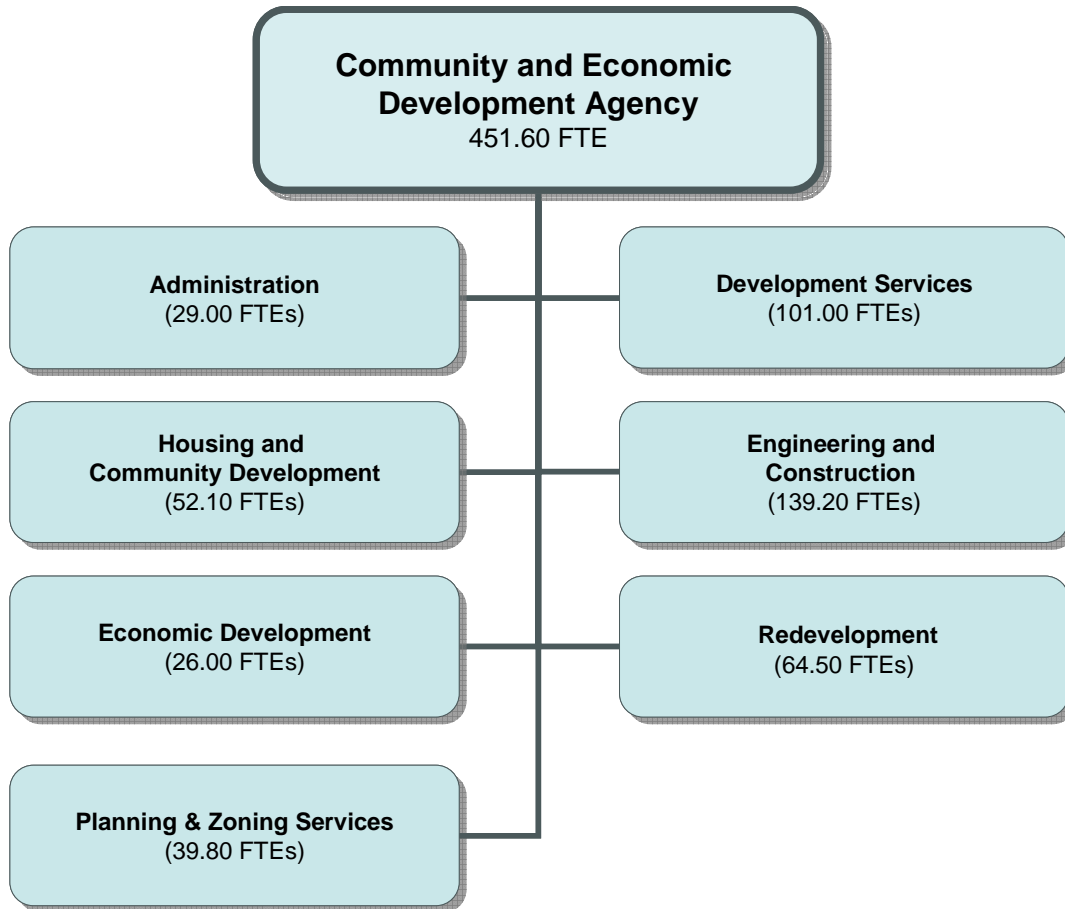 Community and Economic
Development Agency
451.60 FTE
Administration
(29.00 FTEs)
Development Services
(101.00 FTEs)
Housing and
Community Development
(52.10 FTEs)
Engineering and
Construction
(139.20 FTEs)
Economic Development
(26.00 FTEs)
Redevelopment
(64.50 FTEs)
Planning & Zoning Services
(39.80 FTEs)